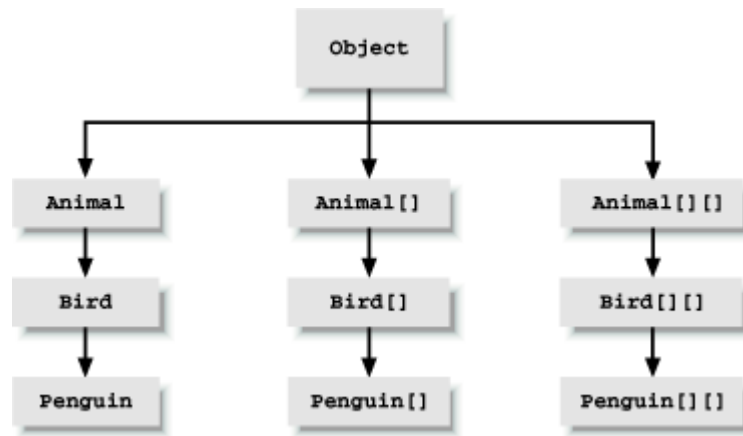 Object
Animal
Animal[]
Animal[][]
Bird
Bird[]
Bird[][]
Penguin
Penguin[]
Penguin[][]